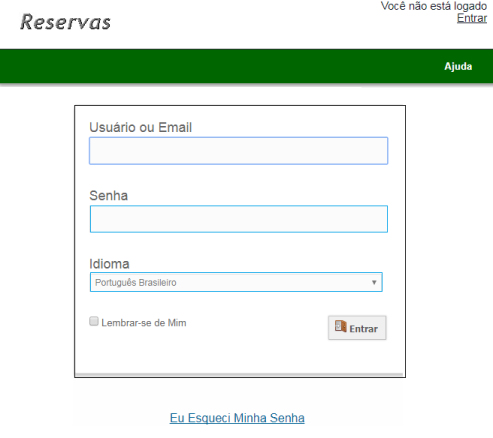 Você não está logado
Reservas
Entrar
Ajuda
Usuário ou Email
Senha
Idioma
Português Brasileiro
Lembrar-se de Mim
Entrar
Eu Esqueci Minha Senha